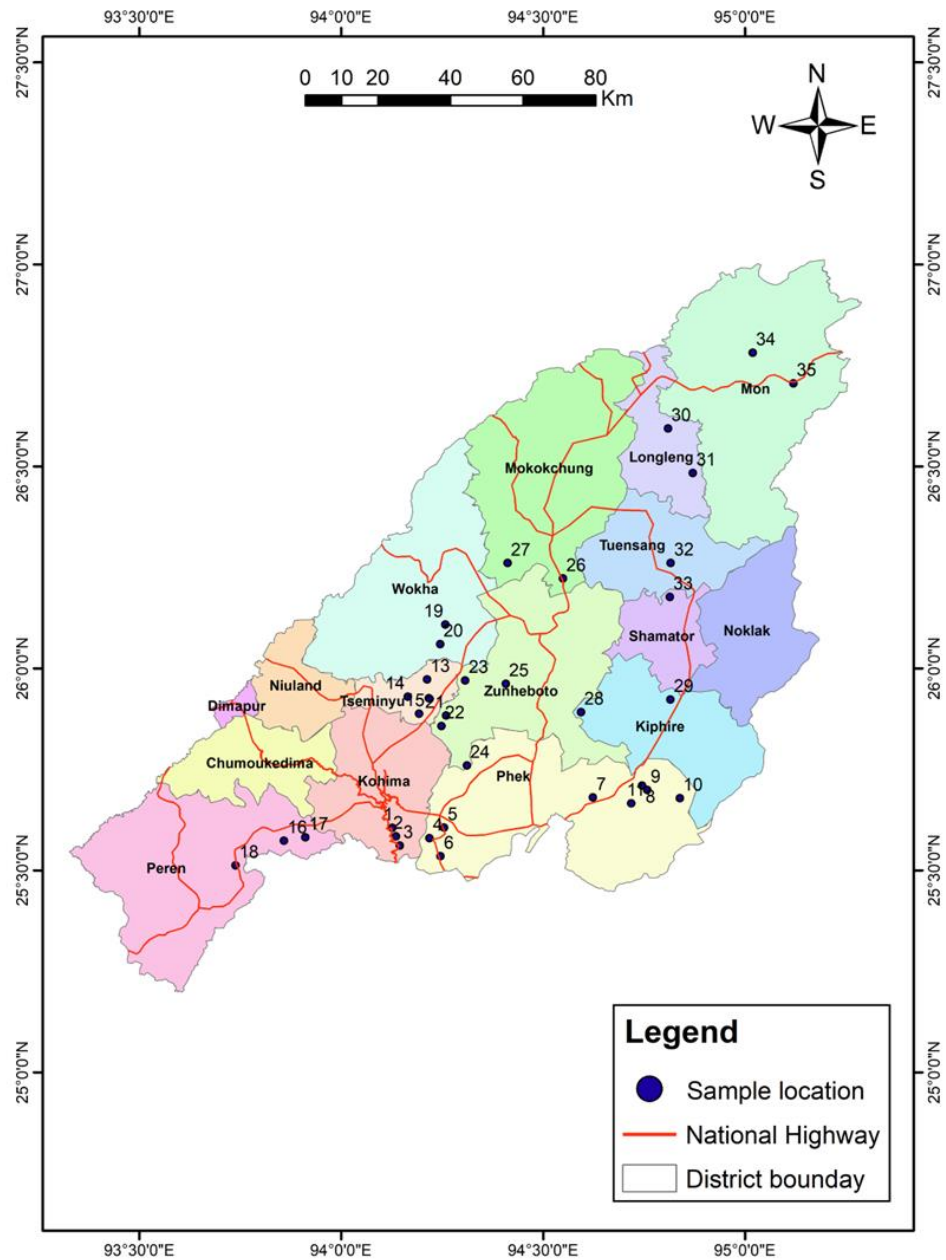 93°30'0"E 94°0'0"E 94°30'0"E 95°0'0"E
27°30'0"N 27°30'0"N
0 10 20 40 60 80
Km
N
W E
S
27°0'0"N 27°0'0"N
34
35
Mon
30
Longleng
31
Mokokchung
26°30'0"N 26°30'0"N
Tuensang
27
26
32
33
Wokha
19
20
Shamator
Noklak
26°0'0"N 26°0'0"N
13
23
25
14
Niuland
Tseminyu
15
21
22
Zunheboto
28
29
Dimapur
Kiphire
Chumoukedima
24
Kohima
Phek
7
9
10
11
8
1
2
3
4
5
6
16
17
18
Peren
25°30'0"N 25°30'0"N
Legend
Sample location
National Highway
District bounday
25°0'0"N 25°0'0"N
93°30'0"E 94°0'0"E 94°30'0"E 95°0'0"E